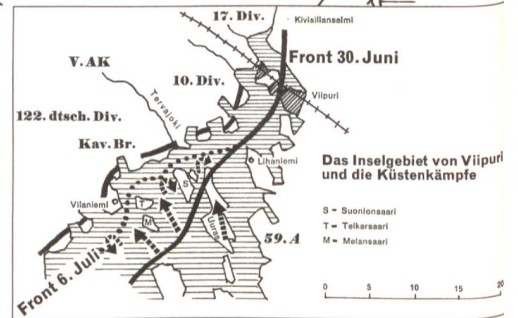 17. Div.
Kivisillansalmi
Front 30. Juni
V. AK
10. Div.
Viipuri
Tervajoki
122. dtsch. Div.
Kav. Br.
Lihaniemi
Das Inselgebiet von Viipuri
und die Küstenkämpfe
S
S - Suonionsaari
Vilaniemi
T
T - Telkarsaari
M
M - Melansaari
Uuras
59. A
Front 6. Juli
0 5 10 15 20